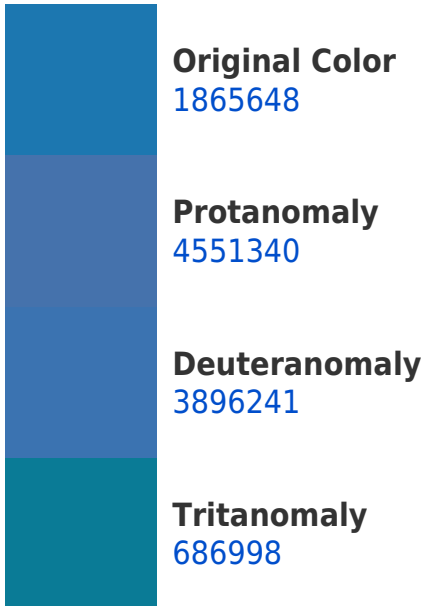 Original Color
1865648
Protanomaly
4551340
Deuteranomaly
3896241
Tritanomaly
686998